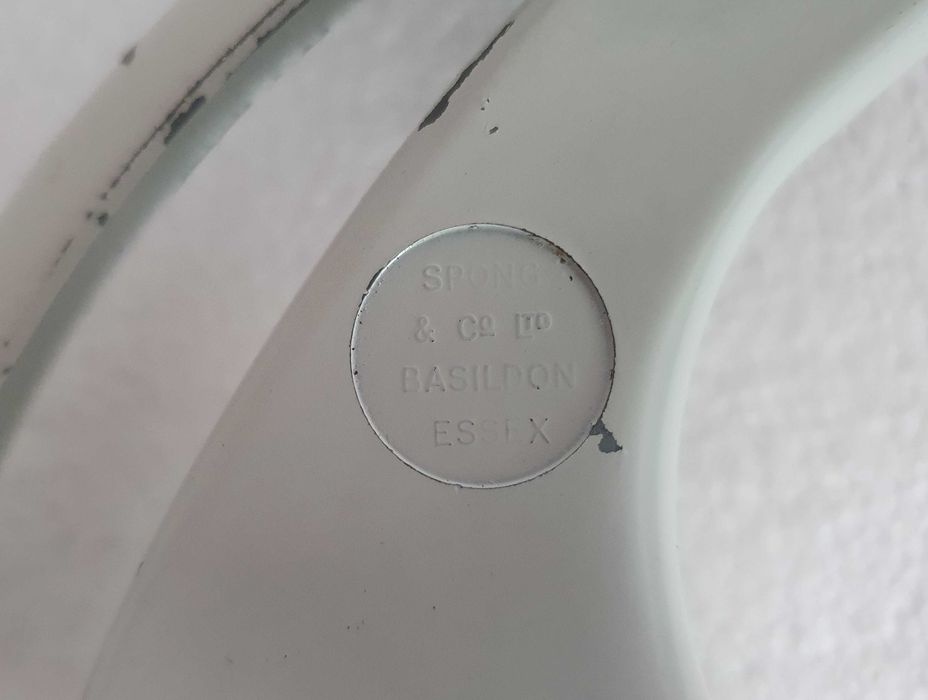 SPONG
& Cº LTD
BASILDON
ESSEX